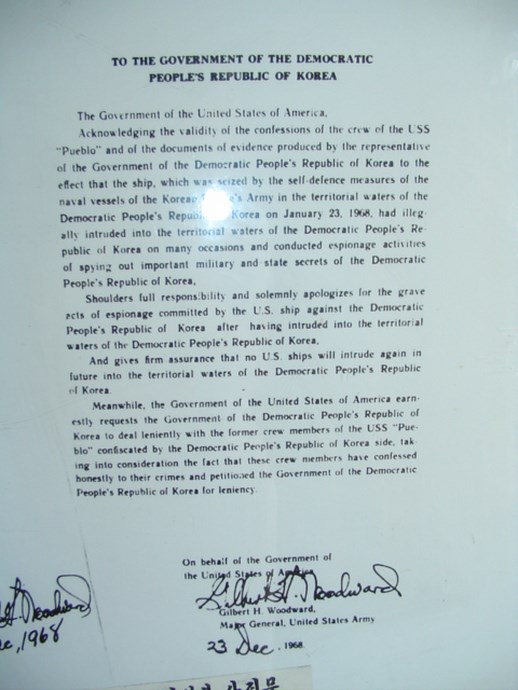 TO THE GOVERNMENT OF THE DEMOCRATIC
PEOPLE'S REPUBLIC OF KOREA
The Government of the United States of America,
Acknowledging the validity of the confessions of the crew of the USS
"Pueblo" and of the documents of evidence produced by the representative
of the Government of the Democratic People's Republic of Korea to the
effect that the ship, which was seized by the self-defence measures of the
naval vessels of the Korean Army in the territorial waters of the
Democratic People's Korea on January 23, 1968, had illeg-
ally intruded into the territorial waters of the Democratic People's Re-
public of Korea on many occasions and conducted espionage activities
of spying out important military and state secrets of the Democratic
People's Republic of Korea,
Shoulders full responsibility and solemnly apologizes for the grave
acts of espionage committed by the U.S. ship against the Democratic
People's Republic of Korea after having intruded into the territorial
waters of the Democratic People's Republic of Korea,
And gives firm assurance that no U.S. ships will intrude again in
future into the territorial waters of the Democratic People's Republic
of Korea.
Meanwhile, the Government of the United States of America earn-
estly requests the Government of the Democratic People's Republic of
Korea to deal leniently with the former crew members of the USS "Pue-
blo" confiscated by the Democratic People's Republic of Korea side, tak-
ing into consideration the fact that these crew members have confessed
honestly to their crimes and petitioned the Government of the Democratic
People's Republic of Korea for leniency.
On behalf of the Government of
the United States of America
Gilbert H. Woodward
Gilbert H. Woodward,
Major General, United States Army
23 Dec. 1968.
H. Woodward
1968